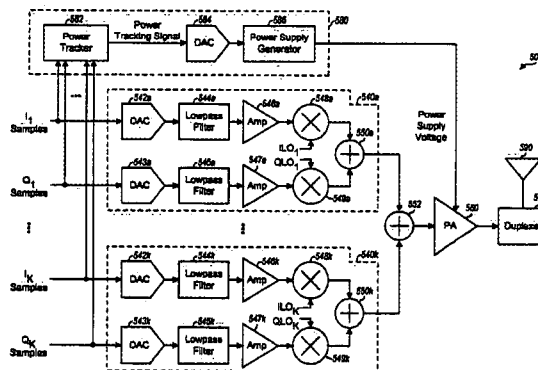 582
Power
Tracker
Power
Tracking Signal
584
DAC
586
Power Supply
Generator
580
50
I1
Samples
542a
DAC
544a
Lowpass
Filter
546a
Amp
548a
540a
ILO1
QLO1
550a
Q1
Samples
543a
DAC
Lowpass
Filter
547a
Amp
549a
Power Supply
Voltage
590
552
PA
560
Duplexer
IK
Samples
542k
DAC
544k
Lowpass
Filter
546k
Amp
548k
540k
ILOK
QLOK
550k
QK
Samples
543k
DAC
545k
Lowpass
Filter
547k
Amp
549k